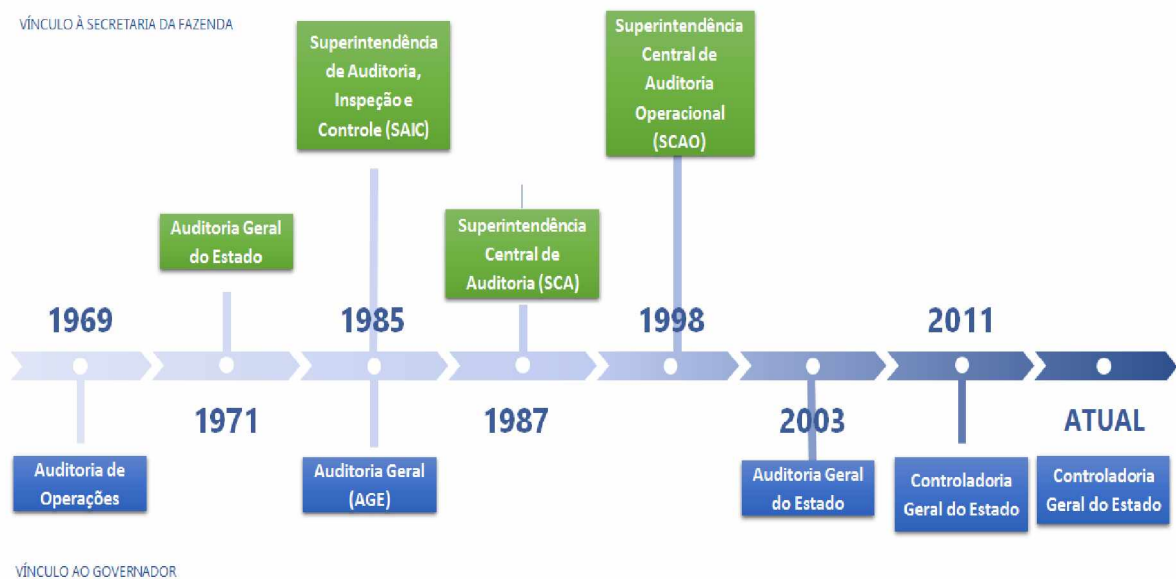 VÍNCULO À SECRETARIA DA FAZENDA
Superintendência
de Auditoria,
Inspeção e
Controle (SAIC)
Superintendência
Central de
Auditoria
Operacional
(SCAO)
Auditoria Geral
do Estado
Superintendência
Central de
Auditoria (SCA)
1969
1985
1998
2011
1971
1987
2003
ATUAL
Auditoria de
Operações
Auditoria Geral
(AGE)
Auditoria Geral
do Estado
Controladoria
Geral do Estado
Controladoria
Geral do Estado
VÍNCULO AO GOVERNADOR